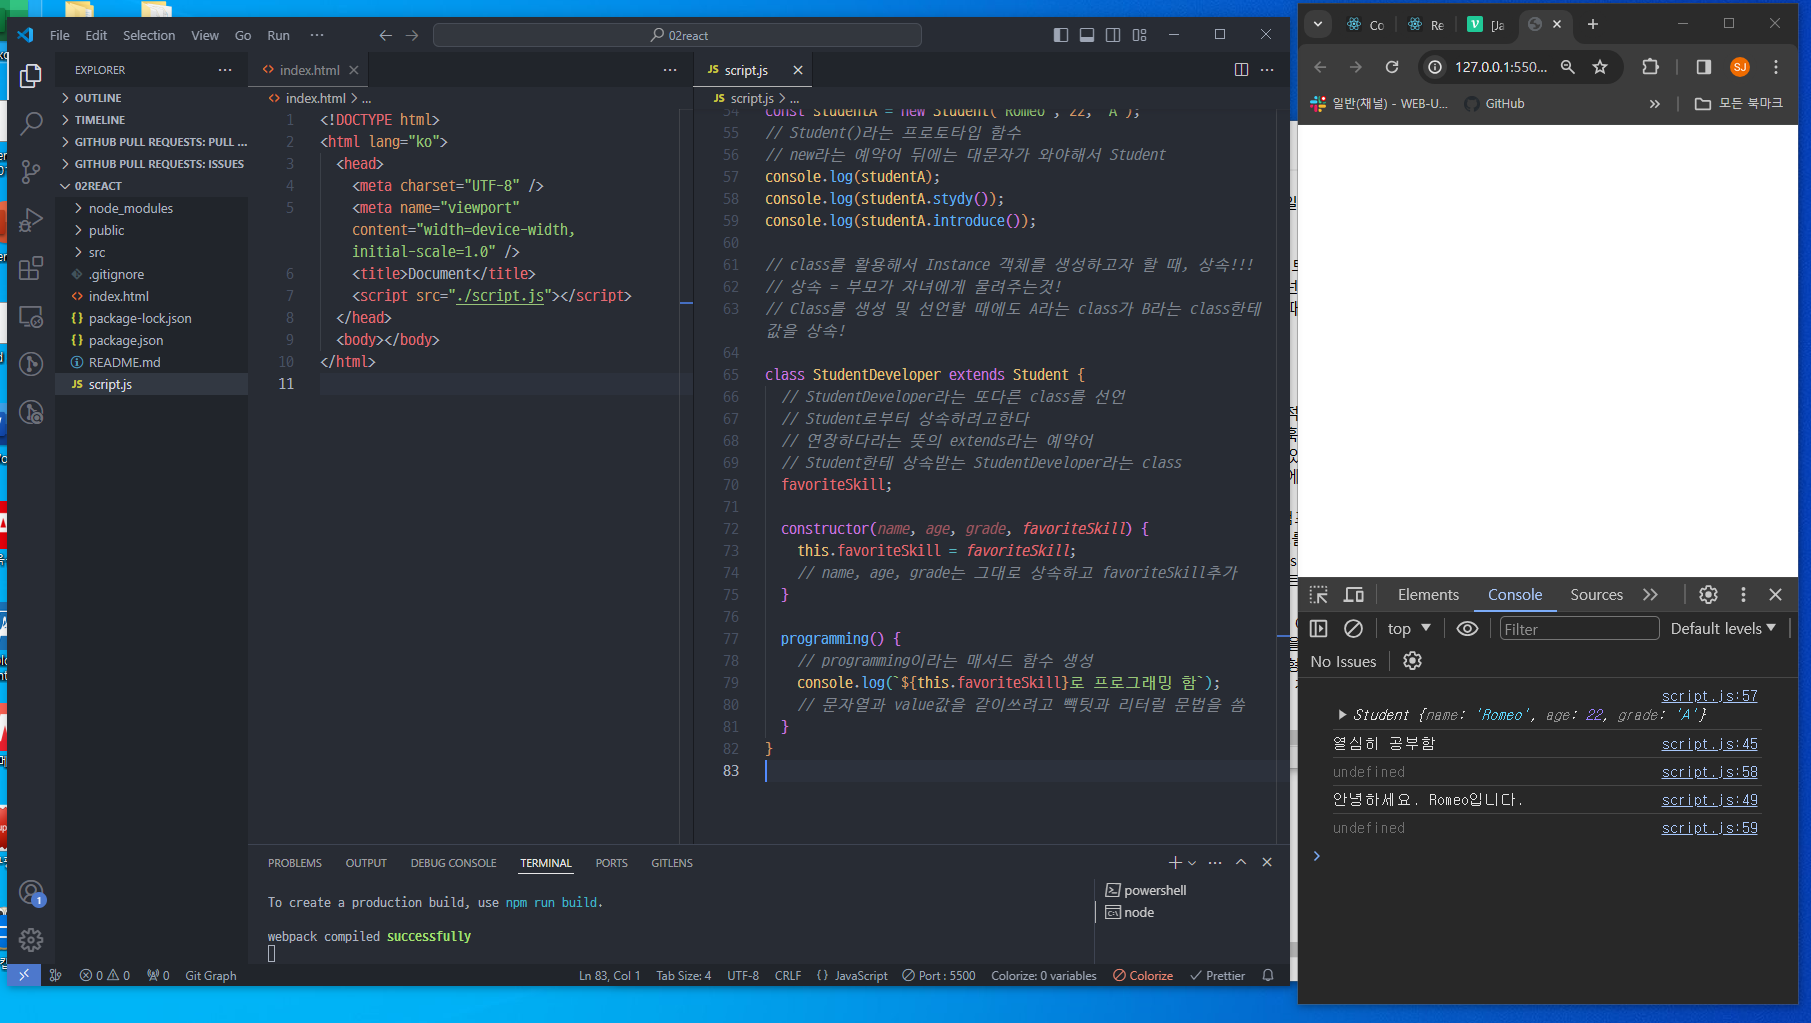 File Edit Selection View Go Run ···
02react
EXPLORER
OUTLINE
TIMELINE
GITHUB PULL REQUESTS: PULL ...
GITHUB PULL REQUESTS: ISSUES
02REACT
node_modules
public
src
.gitignore
index.html
package-lock.json
package.json
README.md
script.js
index.html
index.html > ...
1 <!DOCTYPE html>
2 <html lang="ko">
3 <head>
4 <meta charset="UTF-8" />
5 <meta name="viewport"
content="width=device-width,
initial-scale=1.0" />
6 <title>Document</title>
7 <script src="./script.js"></script>
8 </head>
9 <body></body>
10 </html>
11
script.js
script.js > ...
54 const studentA = new Student("Romeo", 22, "A");
55 // Student()라는 프로토타입 함수
56 // new라는 예약어 뒤에는 대문자가 와야해서 Student
57 console.log(studentA);
58 console.log(studentA.stydy());
59 console.log(studentA.introduce());
60
61 // class를 활용해서 Instance 객체를 생성하고자 할 때, 상속!!!
62 // 상속 = 부모가 자녀에게 물려주는것!
63 // Class를 생성 및 선언할 때에도 A라는 class가 B라는 class한테
값을 상속!
64
65 class StudentDeveloper extends Student {
66 // StudentDeveloper라는 또다른 class를 선언
67 // Student로부터 상속하려고한다
68 // 연장하다라는 뜻의 extends라는 예약어
69 // Student한테 상속받는 StudentDeveloper라는 class
70 favoriteSkill;
71
72 constructor(name, age, grade, favoriteSkill) {
73 this.favoriteSkill = favoriteSkill;
74 // name, age, grade는 그대로 상속하고 favoriteSkill추가
75 }
76
77 programming() {
78 // programming이라는 매서드 함수 생성
79 console.log(`${this.favoriteSkill}로 프로그래밍 함`);
80 // 문자열과 value값을 같이쓰려고 빽팃과 리터럴 문법을 씀
81 }
82 }
83
PROBLEMS OUTPUT DEBUG CONSOLE TERMINAL PORTS GITLENS
To create a production build, use npm run build.
webpack compiled successfully
powershell
node
1
0 0 0 Git Graph
Ln 83, Col 1 Tab Size: 4 UTF-8 CRLF {} JavaScript Port : 5500 Colorize: 0 variables Colorize Prettier
Co Re [Ja
127.0.0.1:550... SJ
일반(채널) - WEB-U... GitHub » 모든 북마크
Elements Console Sources
top Filter Default levels
No Issues
script.js:57
Student {name: 'Romeo', age: 22, grade: 'A'}
열심히 공부함 script.js:45
undefined script.js:58
안녕하세요. Romeo입니다. script.js:49
undefined script.js:59